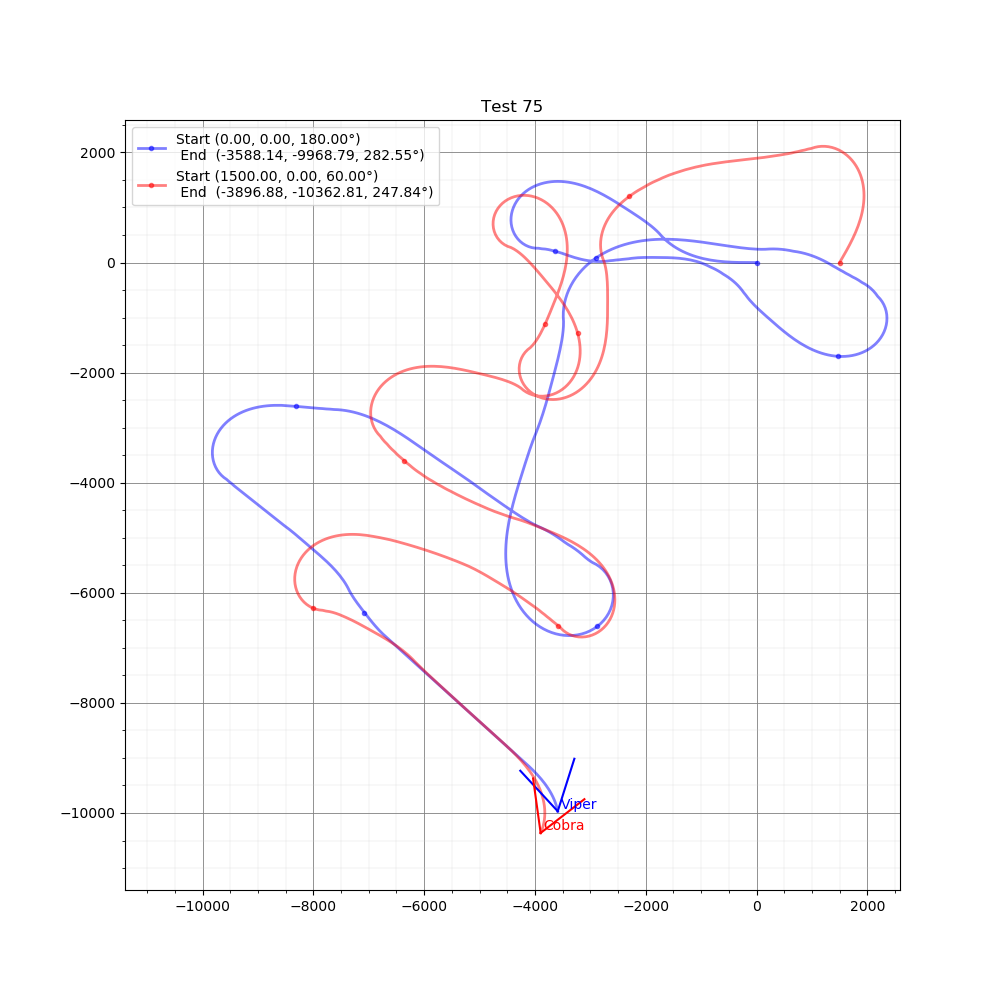 Test 75
Start (0.00, 0.00, 180.00°)
End (-3588.14, -9968.79, 282.55°)
Start (1500.00, 0.00, 60.00°)
End (-3896.88, -10362.81, 247.84°)
2000
0
−2000
−4000
−6000
−8000
−10000
Viper
Cobra
−10000 −8000 −6000 −4000 −2000 0 2000